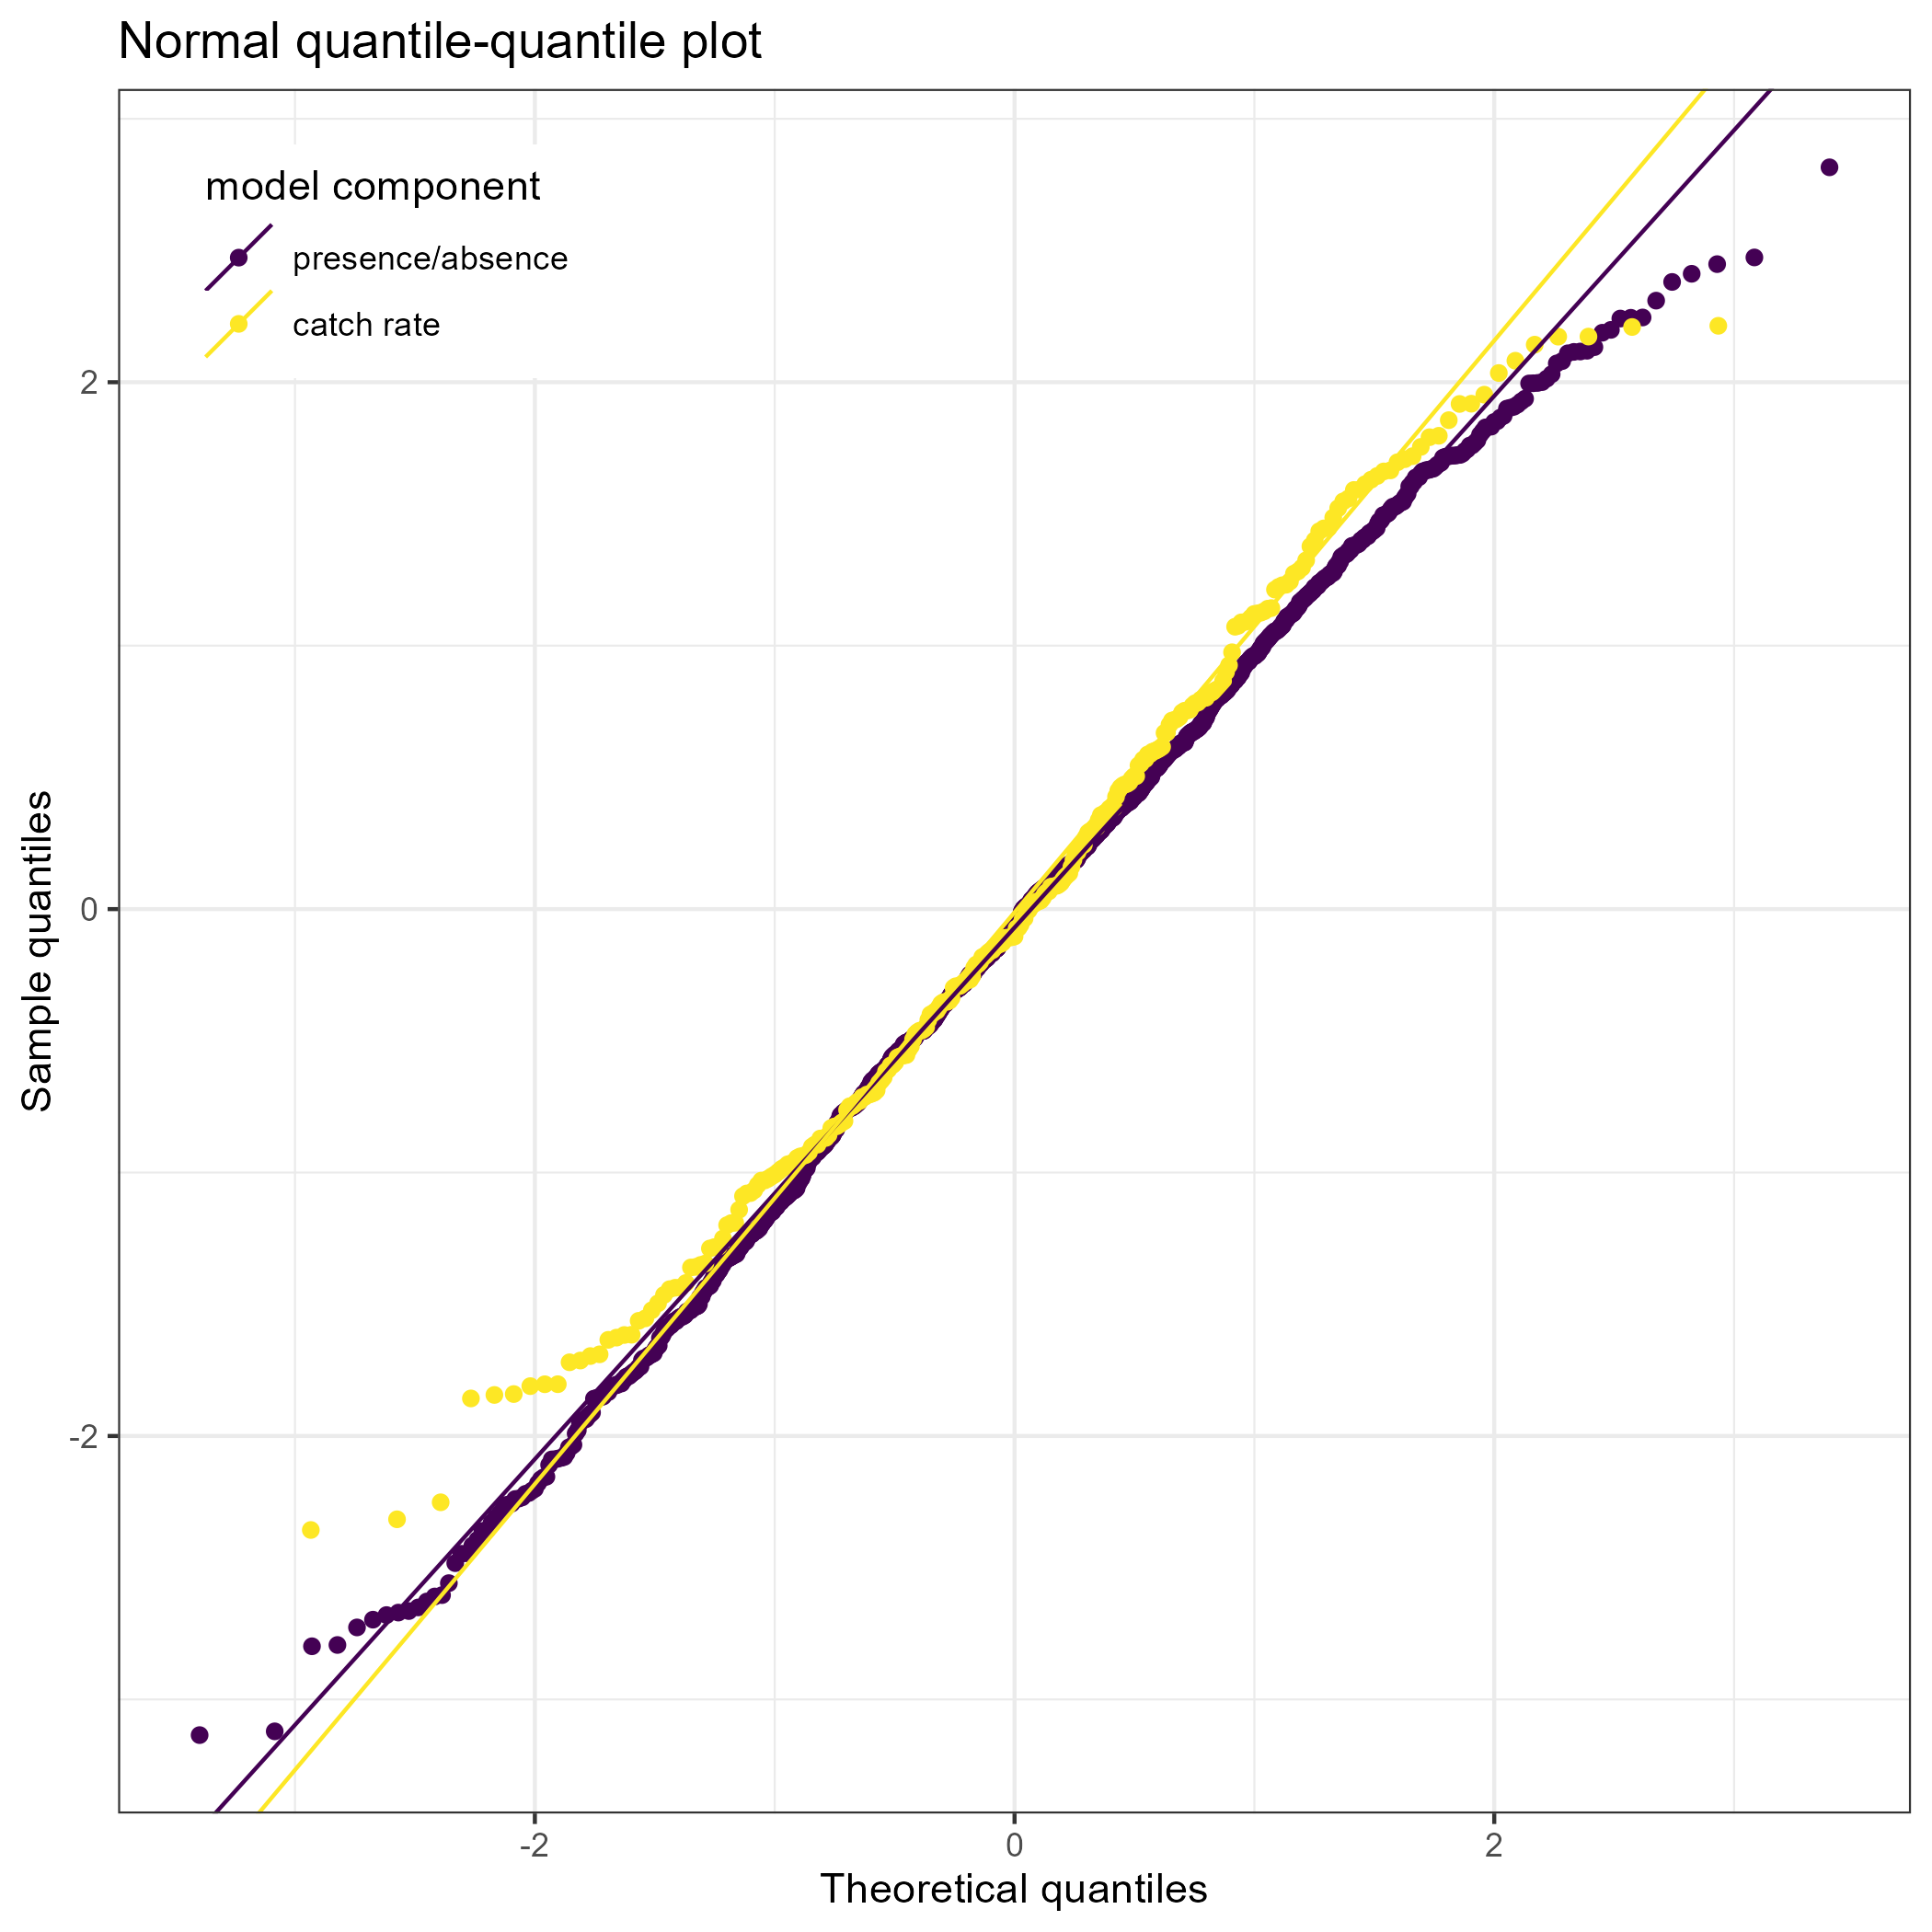 Normal quantile-quantile plot
model component
presence/absence
catch rate
2
0
-2
Sample quantiles
-2
0
2
Theoretical quantiles